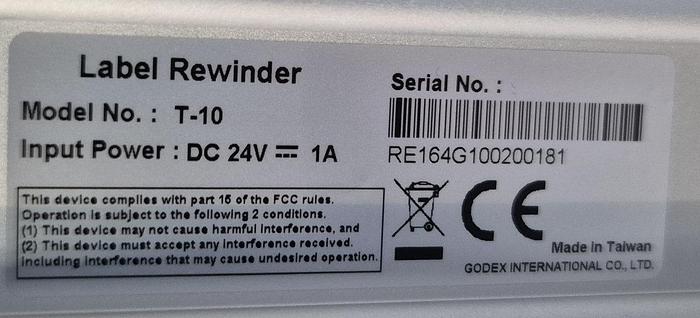 Label Rewinder
Model No. : T-10
Input Power : DC 24V ⎓ 1A
This device complies with part 15 of the FCC rules.
Operation is subject to the following 2 conditions.
(1) This device may not cause harmful interference, and
(2) This device must accept any interference received.
including interference that may cause undesired operation.
Serial No. :
RE164G100200181
CE
Made in Taiwan
GODEX INTERNATIONAL CO., LTD.